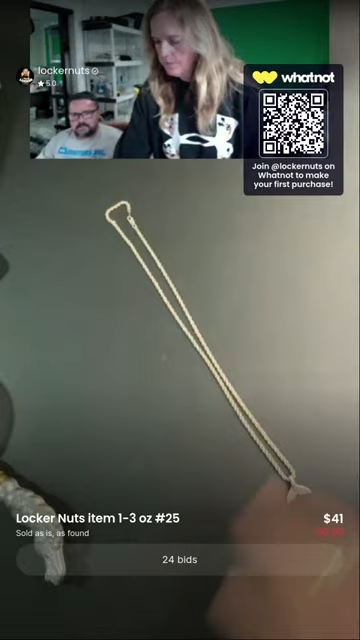 lockernuts
★ 5.0
whatnot
Join @lockernuts on
Whatnot to make
your first purchase!
Locker Nuts item 1-3 oz #25
$41
Sold as is, as found
24 bids